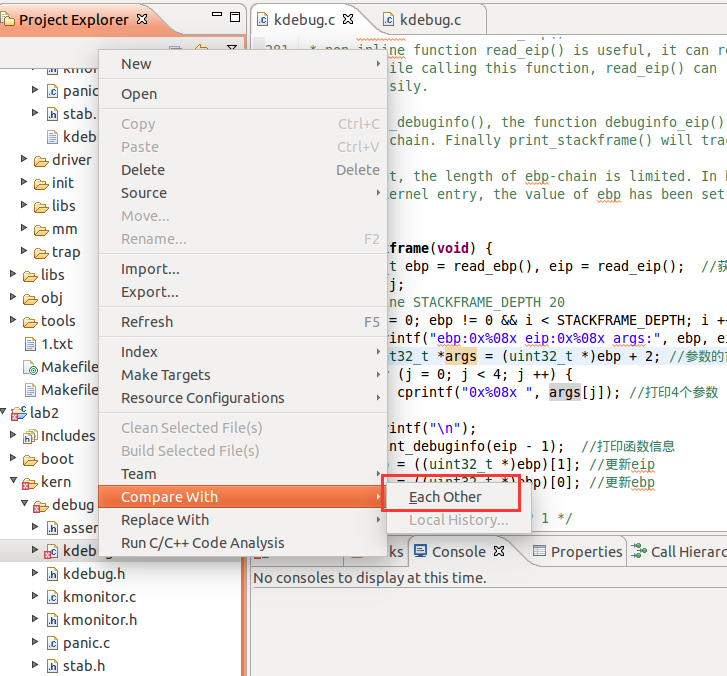 Project Explorer
kdebug.c
kdebug.c
panic
stab.
kdeb
driver
init
libs
mm
trap
libs
obj
tools
1.txt
Makefile
Makefile
lab2
Includes
boot
kern
debug
asser
kdebu
kdebug.h
kmonitor.c
kmonitor.h
panic.c
stab.h
New
Open
Copy Ctrl+C
Paste Ctrl+V
Delete Delete
Source
Move...
Rename... F2
Import...
Export...
Refresh F5
Index
Make Targets
Resource Configurations
Clean Selected File(s)
Build Selected File(s)
Team
Compare With
Replace With
Run C/C++ Code Analysis
Each Other
Local History...
inline function read_eip() is useful, it can r
ile calling this function, read_eip() can
sily.
_debuginfo(), the function debuginfo_eip()
chain. Finally print_stackframe() will tra
t, the length of ebp-chain is limited. In
ernel entry, the value of ebp has been set
kframe(void) {
t ebp = read_ebp(), eip = read_eip(); //获
j;
ne STACKFRAME_DEPTH 20
= 0; ebp != 0 && i < STACKFRAME_DEPTH; i +
rintf("ebp:0x%08x eip:0x%08x args:", ebp, ei
nt32_t *args = (uint32_t *)ebp + 2; //参数的
(j = 0; j < 4; j ++) {
cprintf("0x%08x ", args[j]); //打印4个参数
rintf("\n");
nt_debuginfo(eip - 1); //打印函数信息
= ((uint32_t *)ebp)[1]; //更新eip
= ((uint32_t *)ebp)[0]; //更新ebp
1 */
ks
Console
Properties
Call Hierarc
No consoles to display at this time.